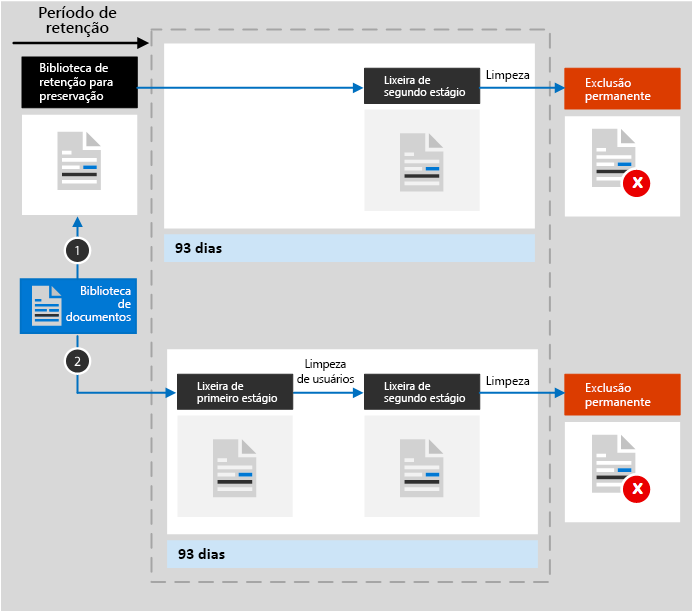 Período de
retenção
Biblioteca de
retenção para
preservação
Lixeira de
segundo estágio
Limpeza
Exclusão
permanente
X
93 dias
1
Biblioteca
de
documentos
2
Lixeira de
primeiro estágio
Limpeza
de usuários
Lixeira de
segundo estágio
Limpeza
Exclusão
permanente
X
93 dias